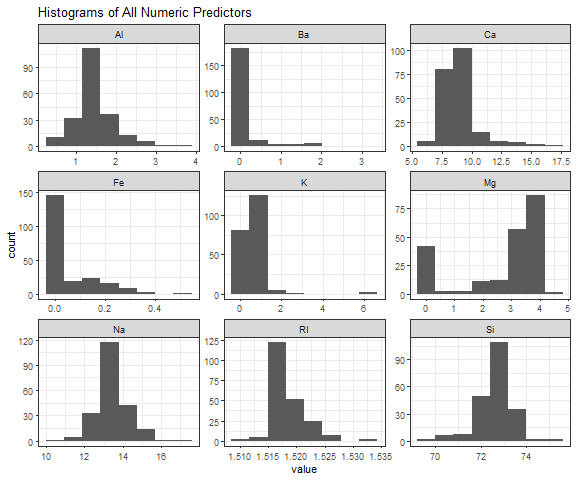 Histograms of All Numeric Predictors
Al Ba Ca
90 60 30 0
150 100 50 0
100 75 50 25 0
1 2 3 4
0 1 2 3
5.0 7.5 10.0 12.5 15.0 17.5
Fe K Mg
150 100 50 0
100 50 0
75 50 25 0
0.0 0.2 0.4
0 2 4 6
0 1 2 3 4 5
count
Na RI Si
120 90 60 30 0
125 100 75 50 25 0
90 60 30 0
10 12 14 16
1.510 1.515 1.520 1.525 1.530 1.535
70 72 74
value